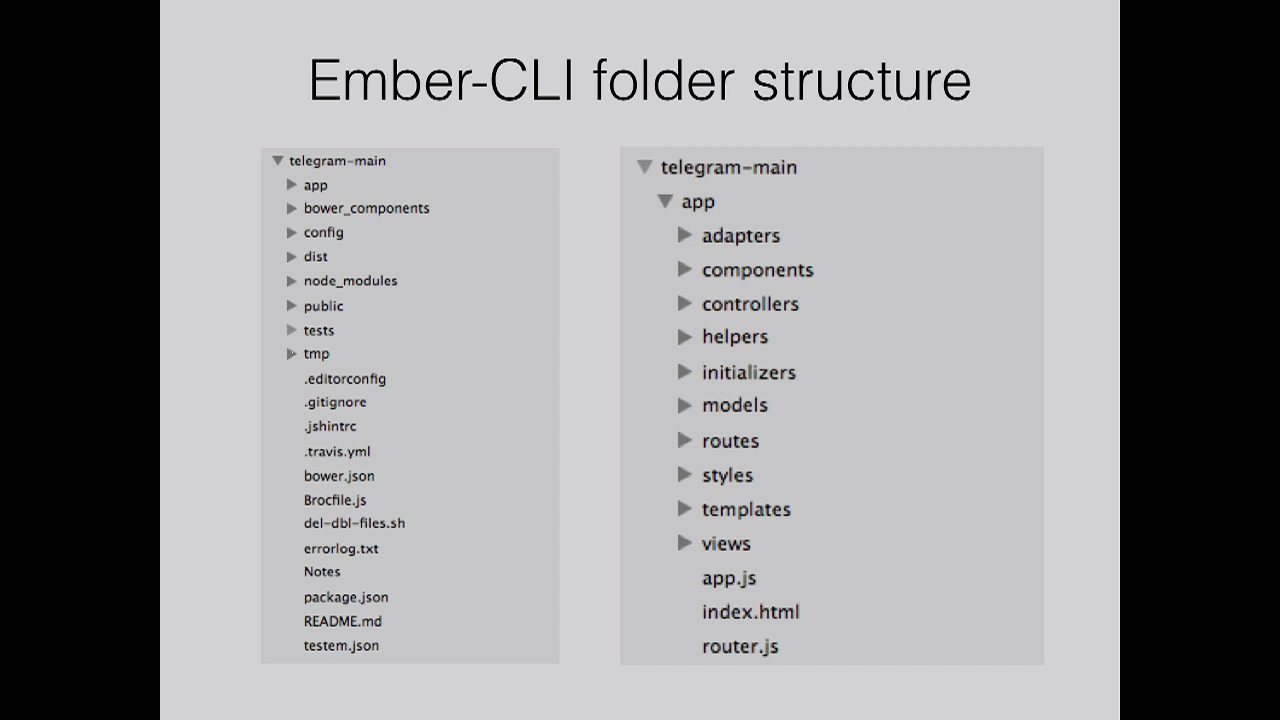 Ember-CLI folder structure
telegram-main
app
bower_components
config
dist
node_modules
public
tests
tmp
.editorconfig
.gitignore
.jshintrc
.travis.yml
bower.json
Brocfile.js
del-dbl-files.sh
errorlog.txt
Notes
package.json
README.md
testem.json
telegram-main
app
adapters
components
controllers
helpers
initializers
models
routes
styles
templates
views
app.js
index.html
router.js